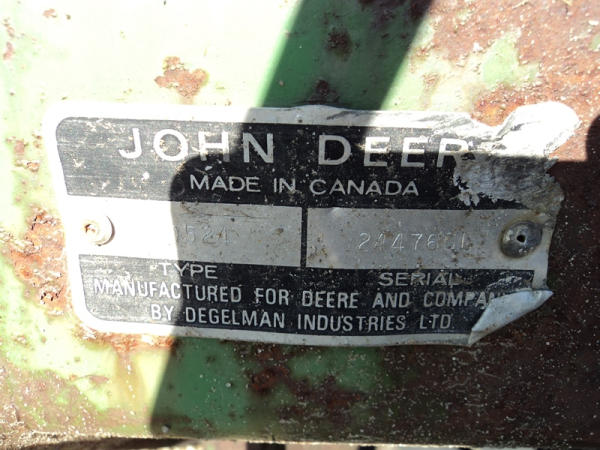 JOHN DEER
MADE IN CANADA
TYPE SERIAL
MANUFACTURED FOR DEERE AND COMPAN
BY DEGELMAN INDUSTRIES LTD